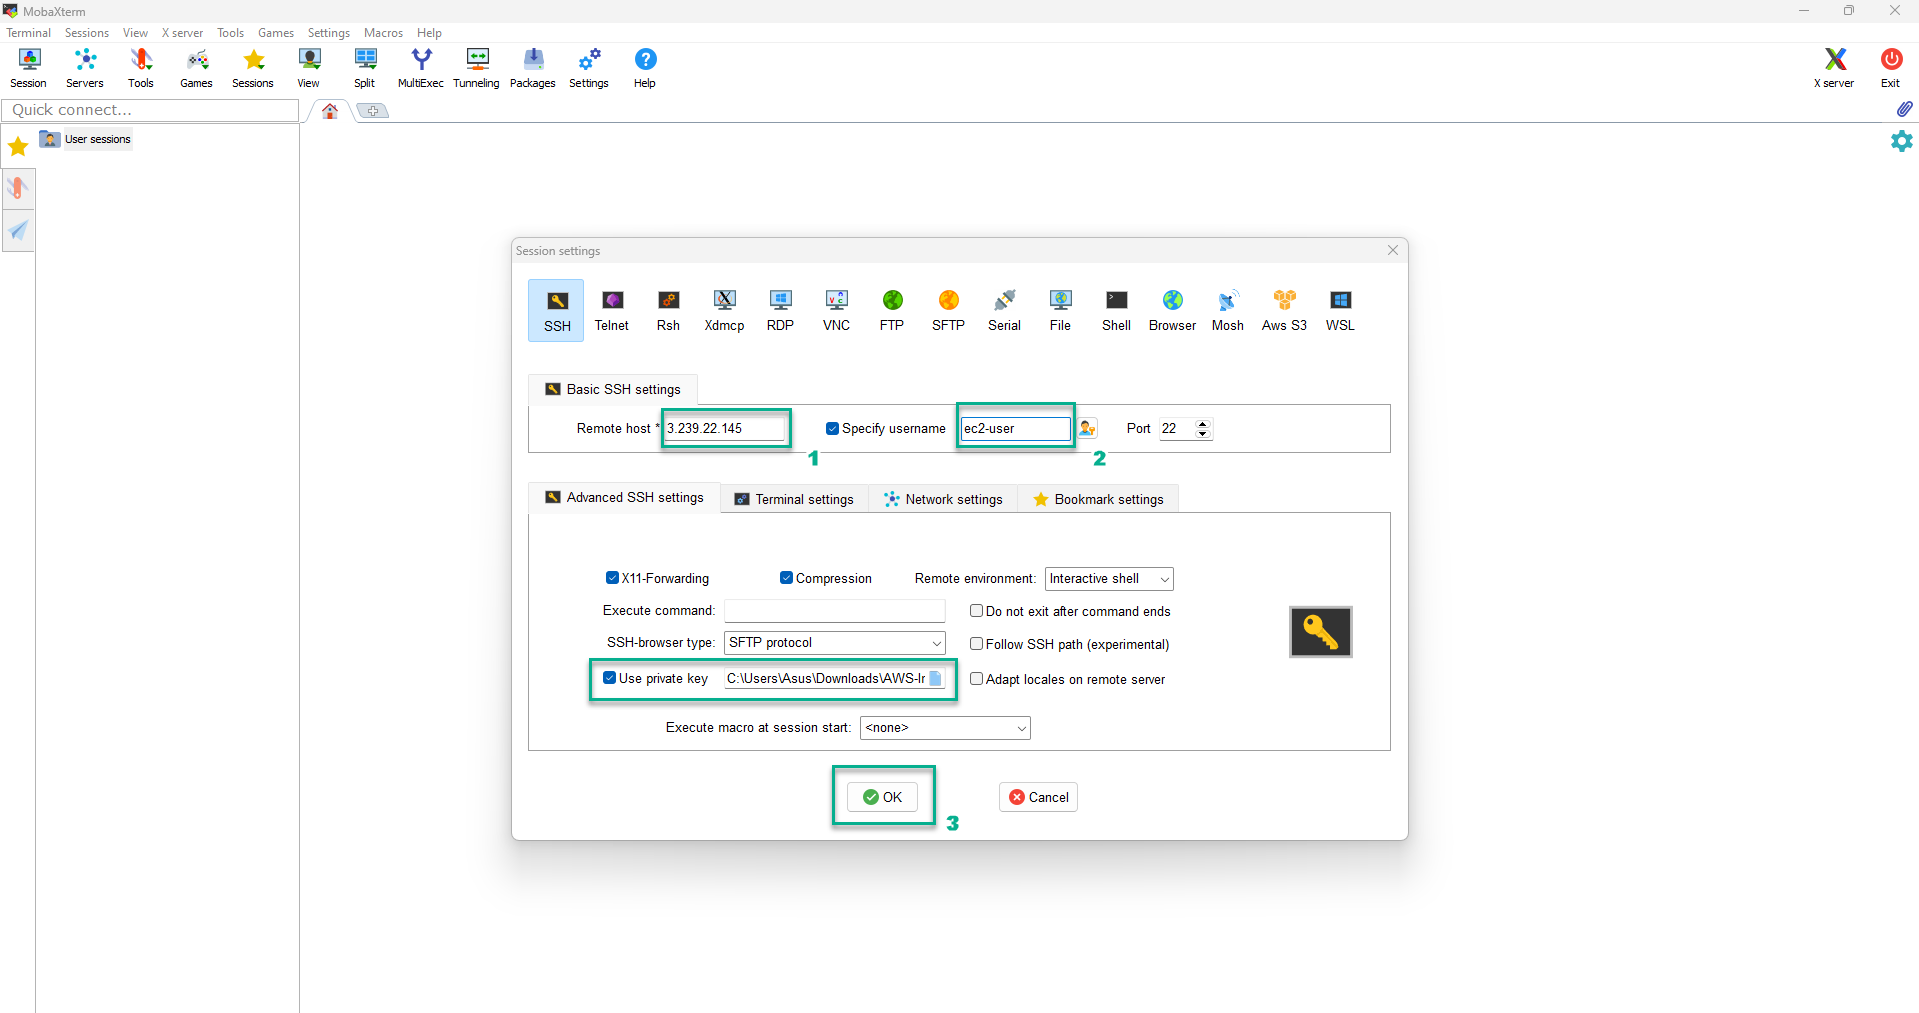 MobaXterm
Terminal Sessions View X server Tools Games Settings Macros Help
Session Servers Tools Games Sessions View Split MultiExec Tunneling Packages Settings Help X server Exit
Quick connect...
User sessions
Session settings
SSH Telnet Rsh Xdmcp RDP VNC FTP SFTP Serial File Shell Browser Mosh Aws S3 WSL
Basic SSH settings
Remote host * 3.239.22.145 Specify username ec2-user Port 22
1 2
Advanced SSH settings Terminal settings Network settings Bookmark settings
X11-Forwarding Compression Remote environment: Interactive shell
Execute command: Do not exit after command ends
SSH-browser type: SFTP protocol Follow SSH path (experimental)
Use private key C:\Users\Asus\Downloads\AWS-Ir Adapt locales on remote server
Execute macro at session start: <none>
OK Cancel
3